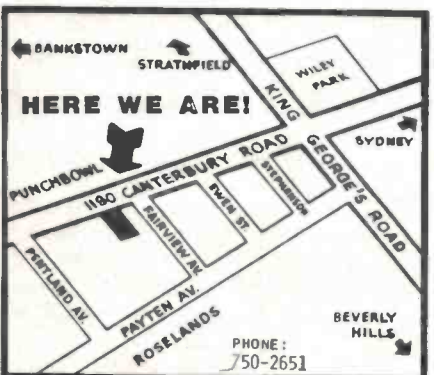 BANKSTOWN
STRATHFIELD
WILEY
PARK
HERE WE ARE!
KING GEORGE'S ROAD
SYDNEY
PUNCHBOWL
1180 CANTERBURY ROAD
PENTLAND AV.
FAIRVIEW AV.
EWEN ST.
STEPHENSON
PAYTEN AV.
ROSELANDS
BEVERLY
HILLS
PHONE:
750-2651